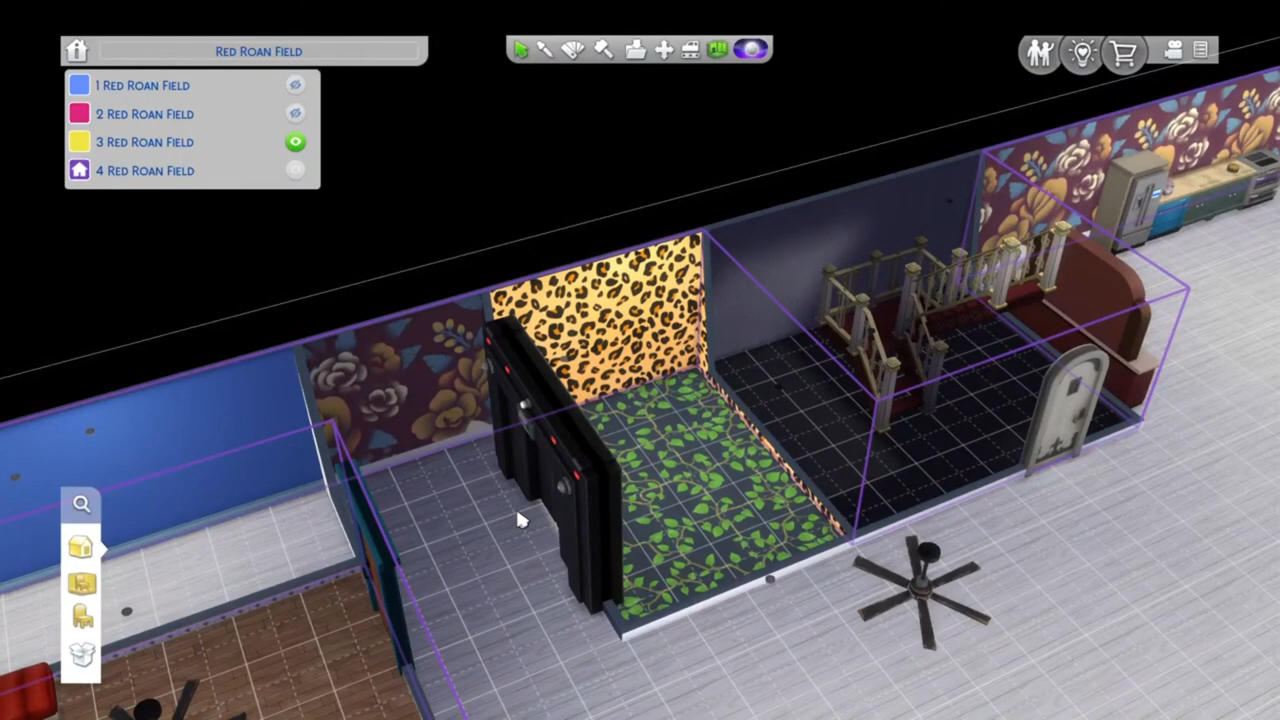 RED ROAN FIELD
1 RED ROAN FIELD
2 RED ROAN FIELD
3 RED ROAN FIELD
4 RED ROAN FIELD